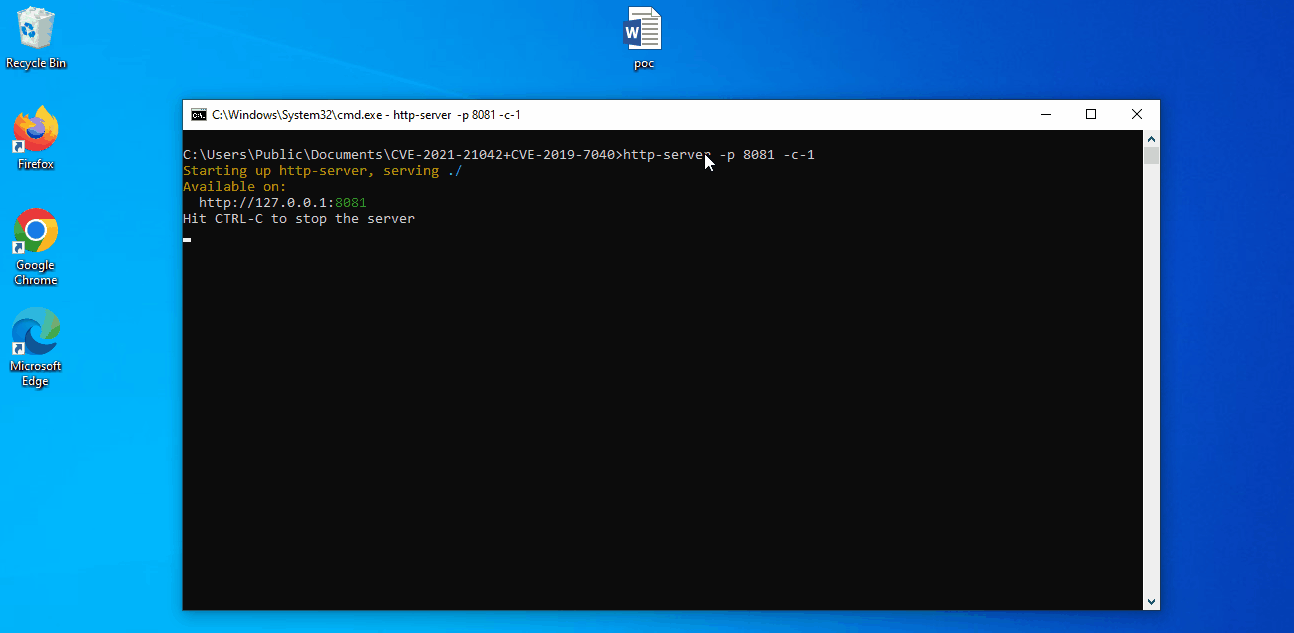 Recycle Bin
Firefox
Google
Chrome
Microsoft
Edge
W
poc
C:\Windows\System32\cmd.exe - http-server  -p 8081 -c-1
C:\Users\Public\Documents\CVE-2021-21042+CVE-2019-7040>http-server -p 8081 -c-1
Starting up http-server, serving ./
Available on:
  http://127.0.0.1:8081
Hit CTRL-C to stop the server